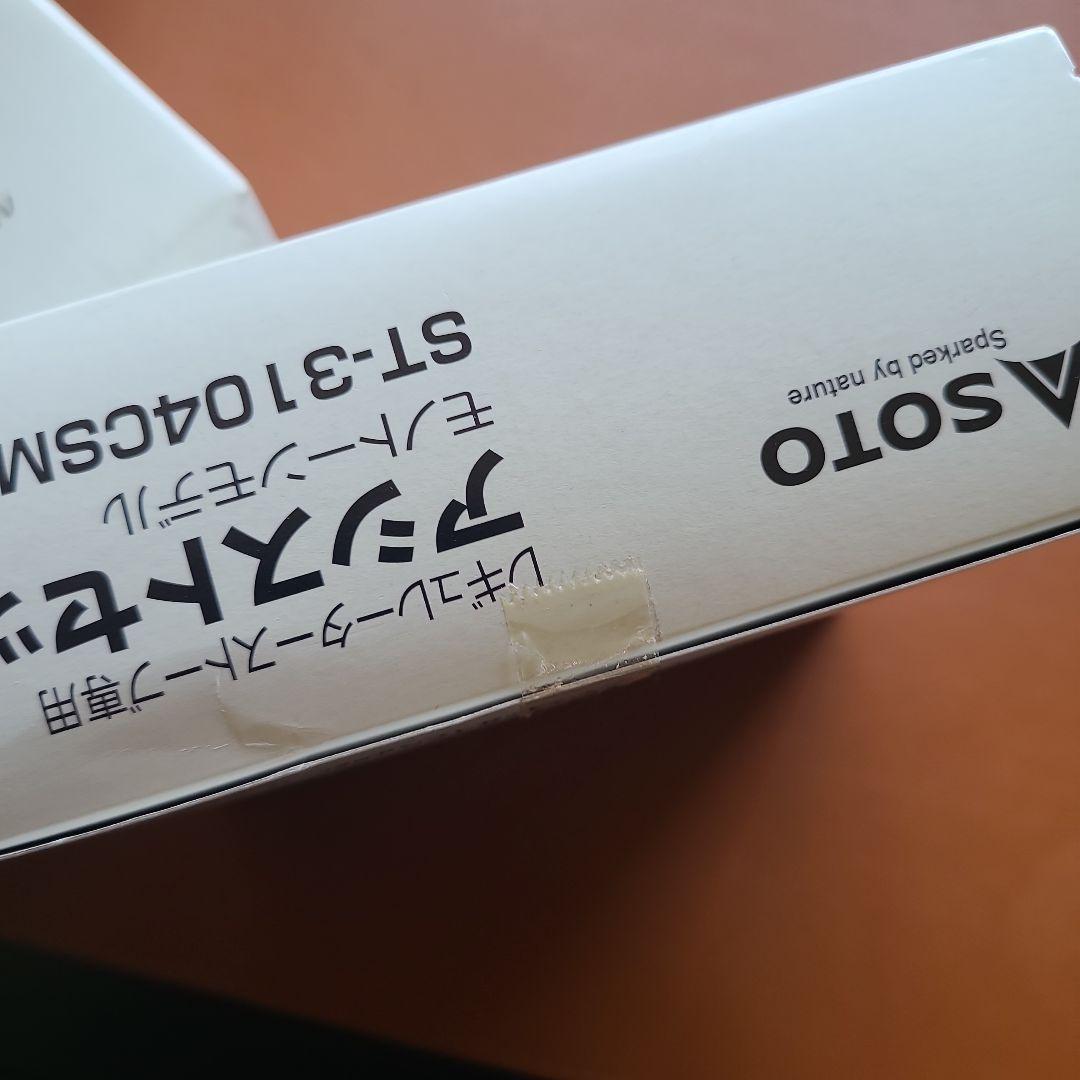 SOTO
Sparked by nature
レギュレーターストーブ専用
アシストセッ
モノトーンモデル
ST-3104CSM